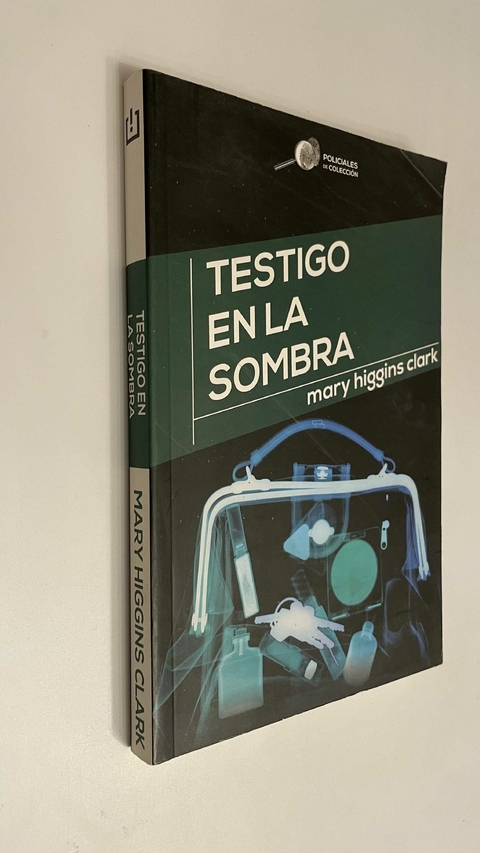 POLICIALES
DE COLECCIÓN
TESTIGO
EN LA
SOMBRA
mary higgins clark
TESTIGO EN
LA SOMBRA
MARY HIGGINS CLARK